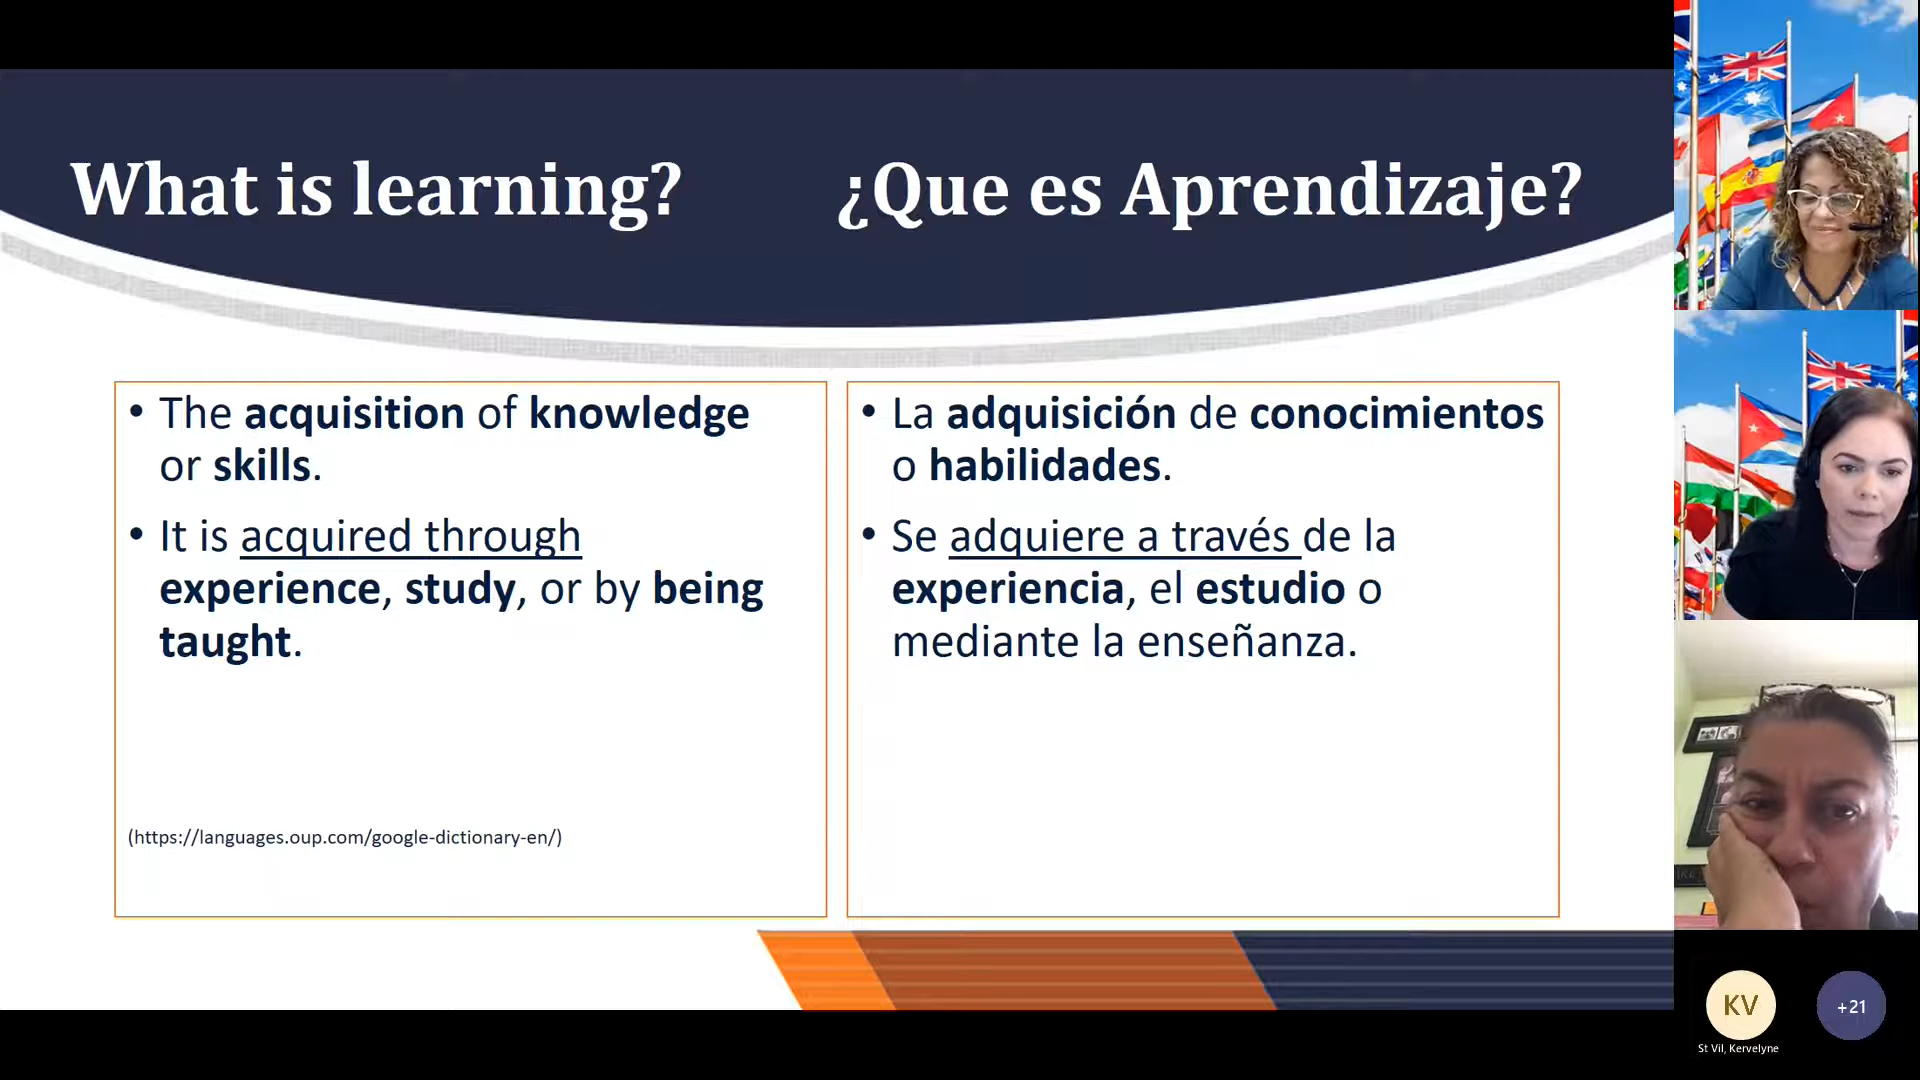 What is learning?
¿Que es Aprendizaje?
• The acquisition of knowledge
or skills.
• It is acquired through
experience, study, or by being
taught.
(https://languages.oup.com/google-dictionary-en/)
• La adquisición de conocimientos
o habilidades.
• Se adquiere a través de la
experiencia, el estudio o
mediante la enseñanza.
KV
St Vil, Kervelyne
+21